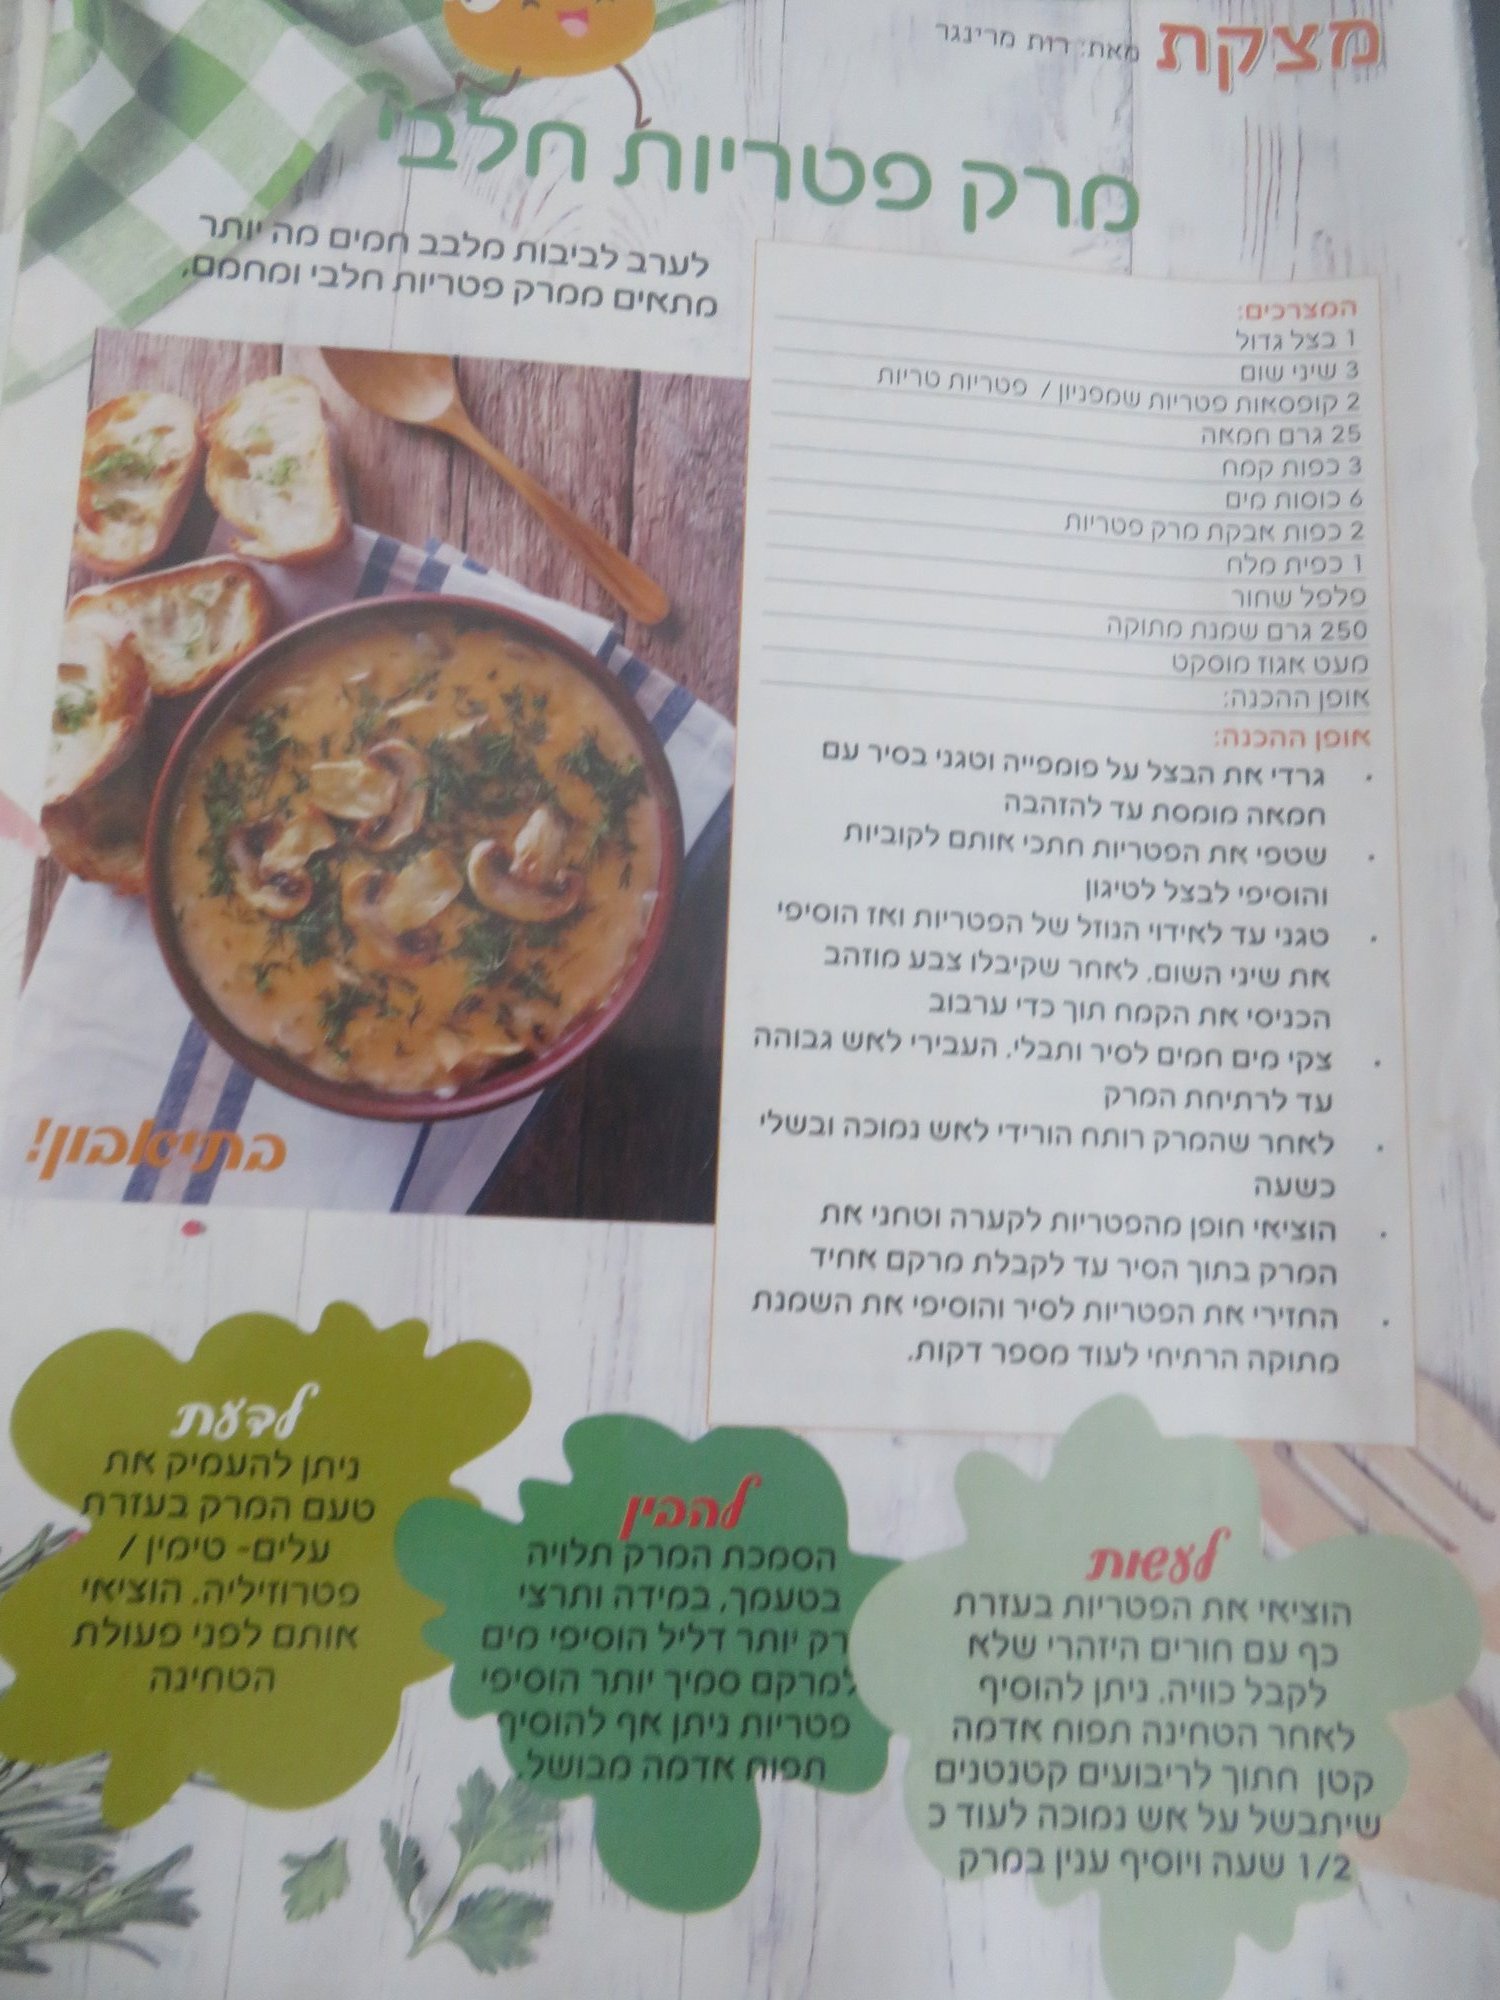 מצקת מאת: רות מרינגר
מרק פטריות חלבי
לערב לביבות מלבב חמים מה יותר
מתאים ממרק פטריות חלבי ומחמם.
המצרכים:
1 בצל גדול
3 שיני שום
2 קופסאות פטריות שמפניון / פטריות טריות
25 גרם חמאה
3 כפות קמח
6 כוסות מים
2 כפות אבקת מרק פטריות
1 כפית מלח
פלפל שחור
250 גרם שמנת מתוקה
מעט אגוז מוסקט
אופן ההכנה:
אופן ההכנה:
• גרדי את הבצל על פומפייה וטגני בסיר עם
חמאה מומסת עד להזהבה
• שטפי את הפטריות חתכי אותם לקוביות
והוסיפי לבצל לטיגון
• טגני עד לאידוי הנוזל של הפטריות ואז הוסיפי
את שיני השום. לאחר שקיבלו צבע מוזהב
הכניסי את הקמח תוך כדי ערבוב
• צקי מים חמים לסיר ותבלי. העבירי לאש גבוהה
עד לרתיחת המרק
• לאחר שהמרק רותח הורידי לאש נמוכה ובשלי
כשעה
• הוציאי חופן מהפטריות לקערה וטחני את
המרק בתוך הסיר עד לקבלת מרקם אחיד
• החזירי את הפטריות לסיר והוסיפי את השמנת
מתוקה הרתיחי לעוד מספר דקות.
בתיאבון!
לעשות
הוציאי את הפטריות בעזרת
כף עם חורים היזהרי שלא
לקבל כוויה. ניתן להוסיף
לאחר הטחינה תפוח אדמה
קטן חתוך לריבועים קטנטנים
שיתבשל על אש נמוכה לעוד כ
1/2 שעה ויוסיף ענין במרק
להבין
הסמכת המרק תלויה
בטעמך. במידה ותרצי
רק יותר דליל הוסיפי מים
למרקם סמיך יותר הוסיפי
פטריות ניתן אף להוסיף
תפוח אדמה מבושל.
לדעת
ניתן להעמיק את
טעם המרק בעזרת
עלים- טימין /
פטרוזיליה. הוציאי
אותם לפני פעולת
הטחינה